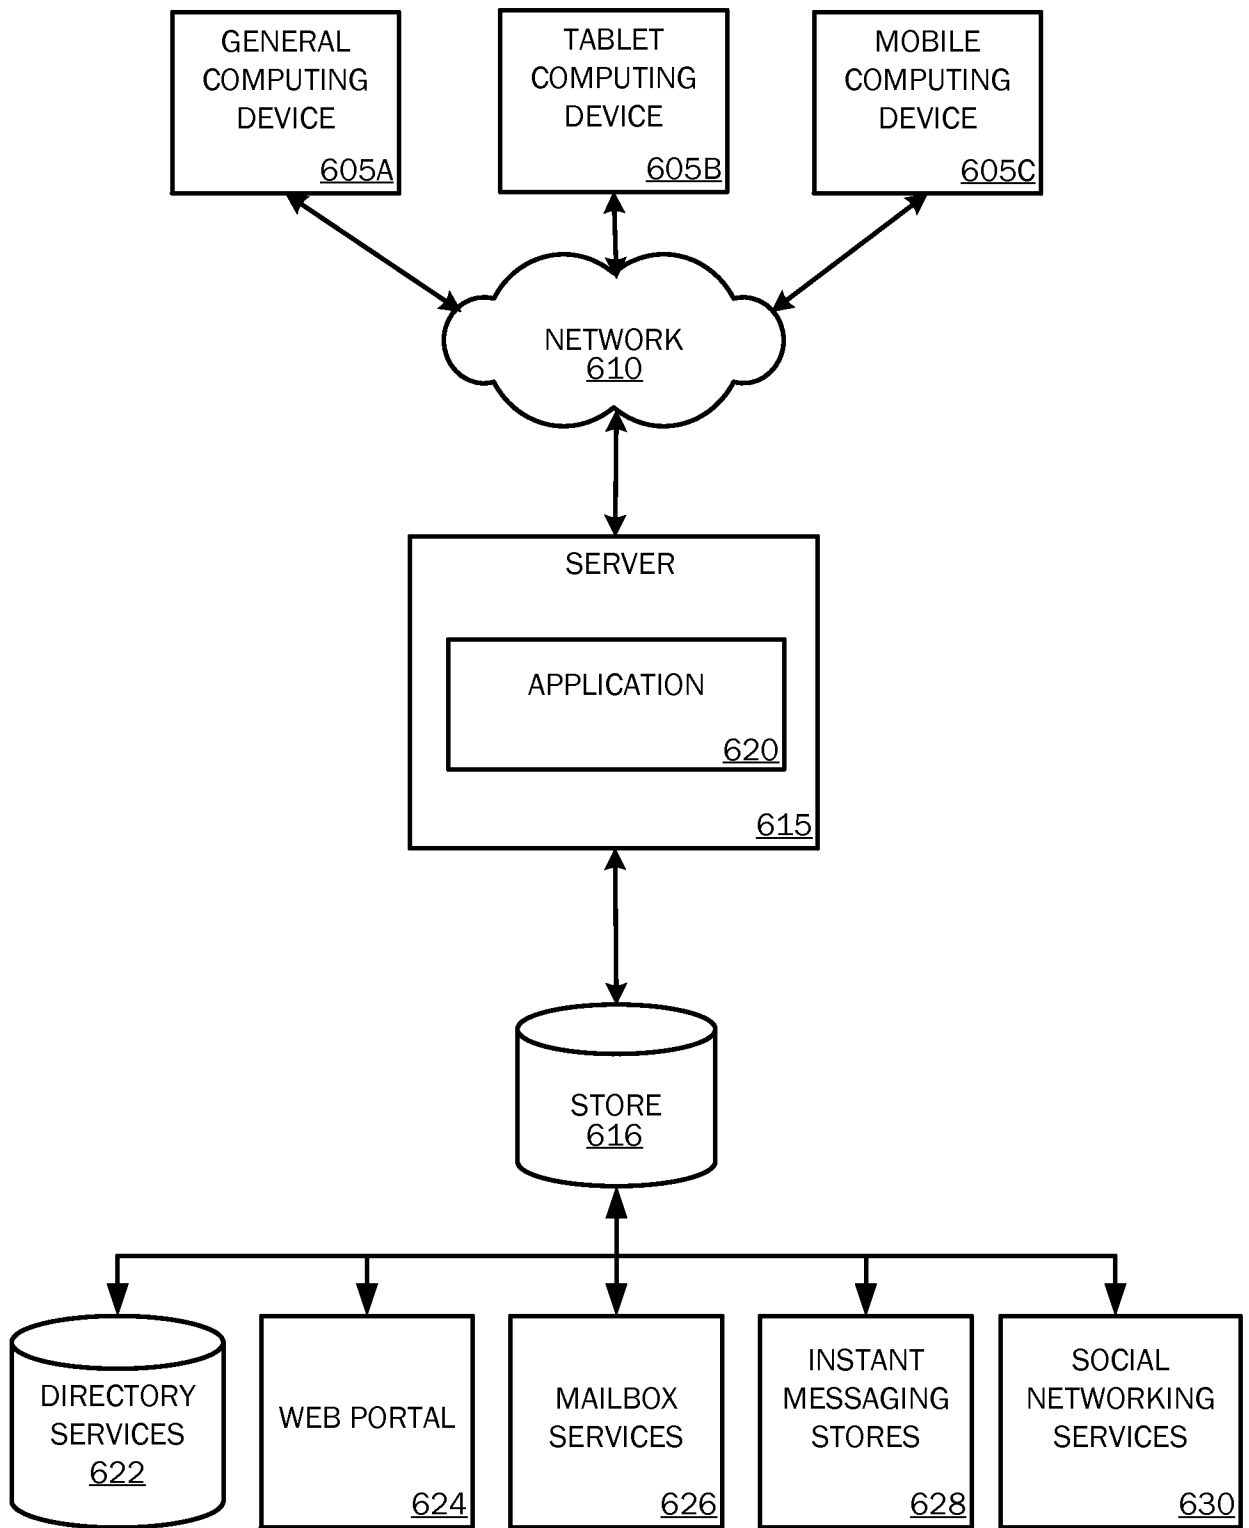 GENERAL
COMPUTING
DEVICE
605A
TABLET
COMPUTING
DEVICE
605B
MOBILE
COMPUTING
DEVICE
605C
NETWORK
610
SERVER
APPLICATION
620
615
STORE
616
DIRECTORY
SERVICES
622
WEB PORTAL
624
MAILBOX
SERVICES
626
INSTANT
MESSAGING
STORES
628
SOCIAL
NETWORKING
SERVICES
630